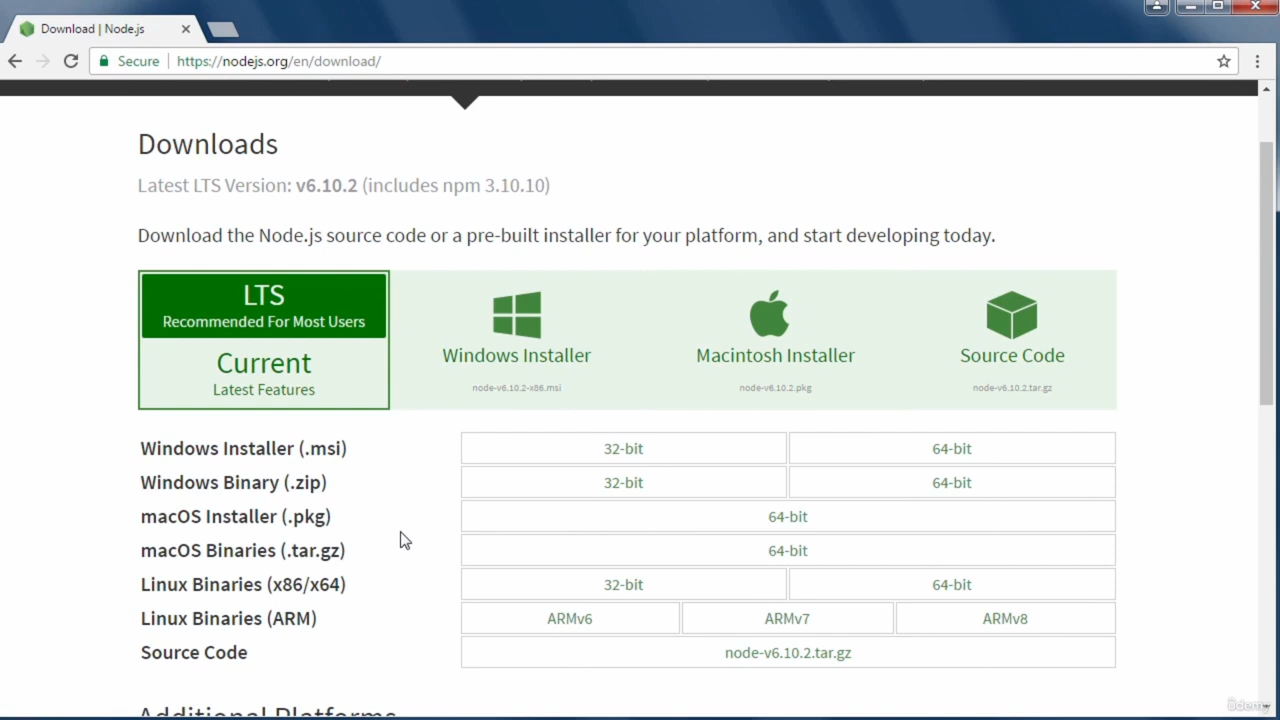 Download | Node.js
Secure | https://nodejs.org/en/download/
Downloads
Latest LTS Version: v6.10.2 (includes npm 3.10.10)
Download the Node.js source code or a pre-built installer for your platform, and start developing today.
LTS
Recommended For Most Users
Current
Latest Features
Windows Installer
node-v6.10.2-x86.msi
Macintosh Installer
node-v6.10.2.pkg
Source Code
node-v6.10.2.tar.gz
Windows Installer (.msi) 32-bit 64-bit
Windows Binary (.zip) 32-bit 64-bit
macOS Installer (.pkg) 64-bit
macOS Binaries (.tar.gz) 64-bit
Linux Binaries (x86/x64) 32-bit 64-bit
Linux Binaries (ARM) ARMv6 ARMv7 ARMv8
Source Code node-v6.10.2.tar.gz
Additional Platforms
Udemy